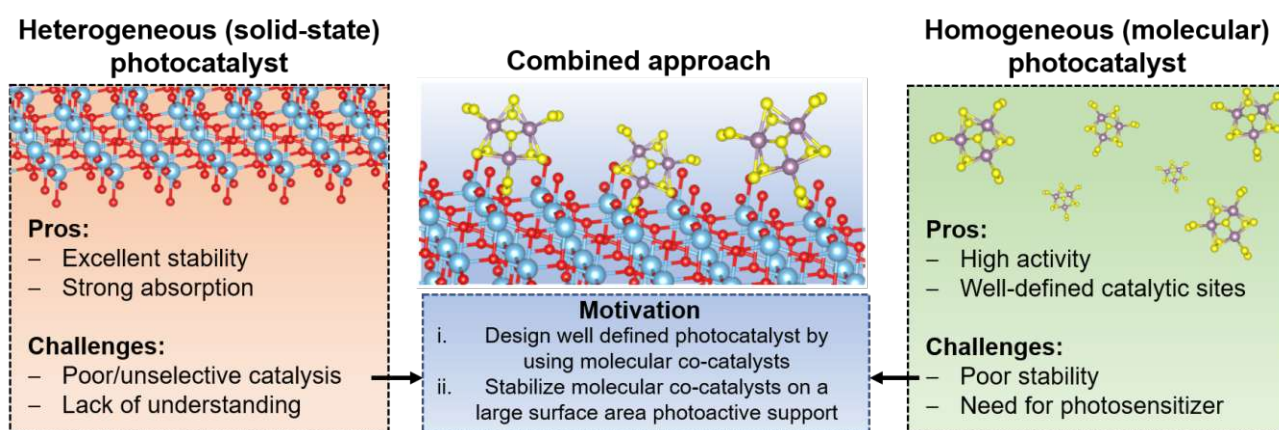 Heterogeneous (solid-state)
photocatalyst
Pros:
– Excellent stability
– Strong absorption
Challenges:
– Poor/unselective catalysis
– Lack of understanding
Combined approach
Motivation
i. Design well defined photocatalyst by
using molecular co-catalysts
ii. Stabilize molecular co-catalysts on a
large surface area photoactive support
Homogeneous (molecular)
photocatalyst
Pros:
– High activity
– Well-defined catalytic sites
Challenges:
– Poor stability
– Need for photosensitizer